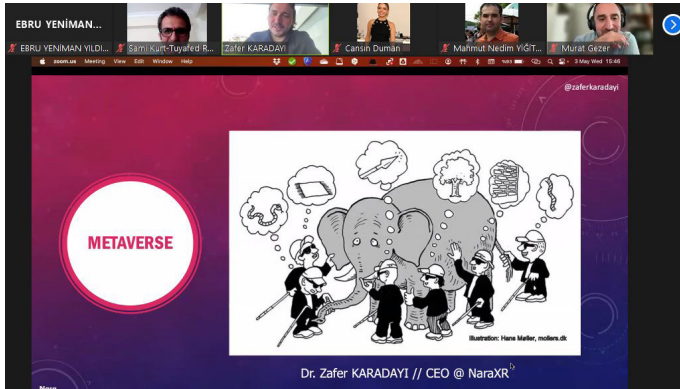 EBRU YENİMAN...
EBRU YENİMAN YILDI...
Sami Kurt-Tuyafed R...
Zafer KARADAYI
Cansın Duman
Mahmut Nedim YİĞİT...
Murat Gezer
zoom.us Meeting View Edit Window Help
3 May Wed 15:46
@zaferkaradayi
METAVERSE
Illustration: Hans Møller, mollers.dk
Dr. Zafer KARADAYI // CEO @ NaraXR